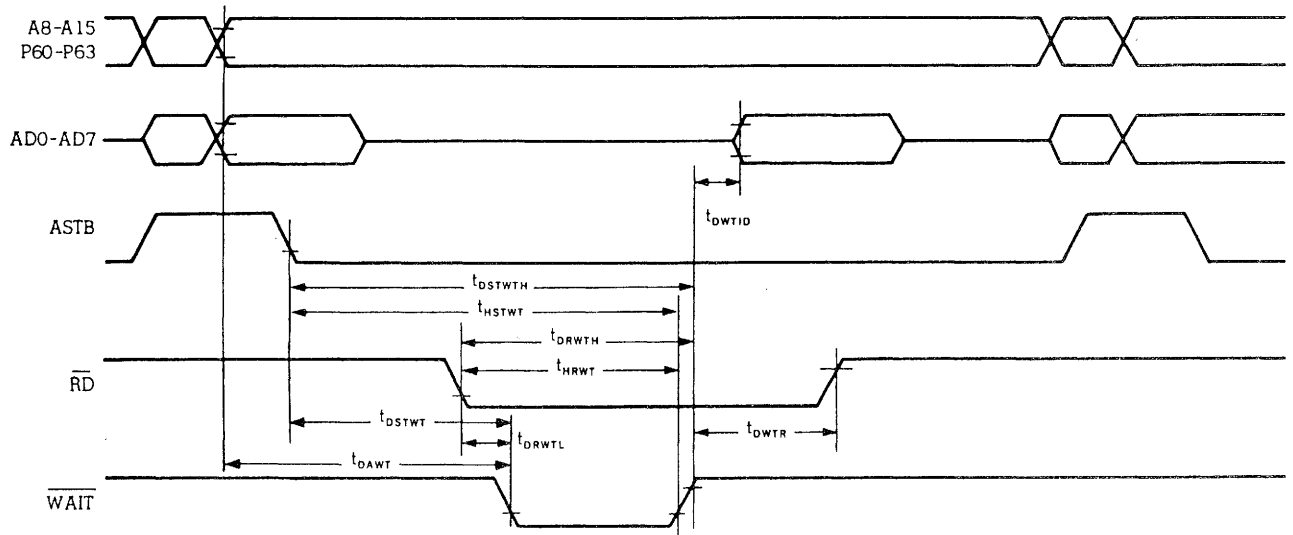 A8-A15
P60-P63
AD0-AD7
tDWTID
ASTB
tDSTWTH
tHSTWT
tDRWTH
tHRWT
RD
tDSTWT
tDWTR
tDRWTL
tDAWT
WAIT